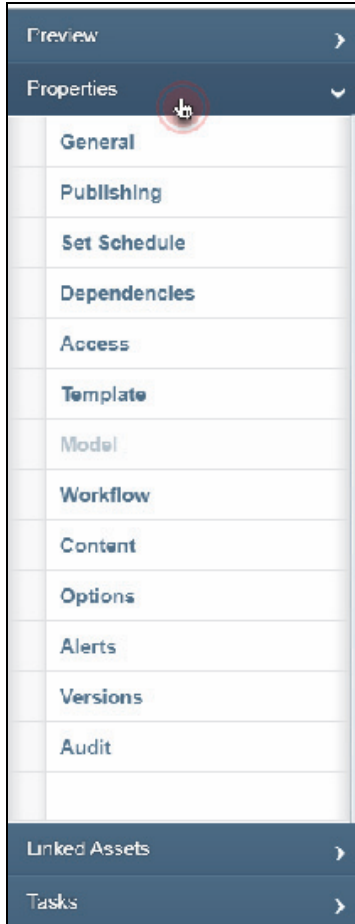 Preview
Properties
General
Publishing
Set Schedule
Dependencies
Access
Template
Model
Workflow
Content
Options
Alerts
Versions
Audit
Linked Assets
Tasks